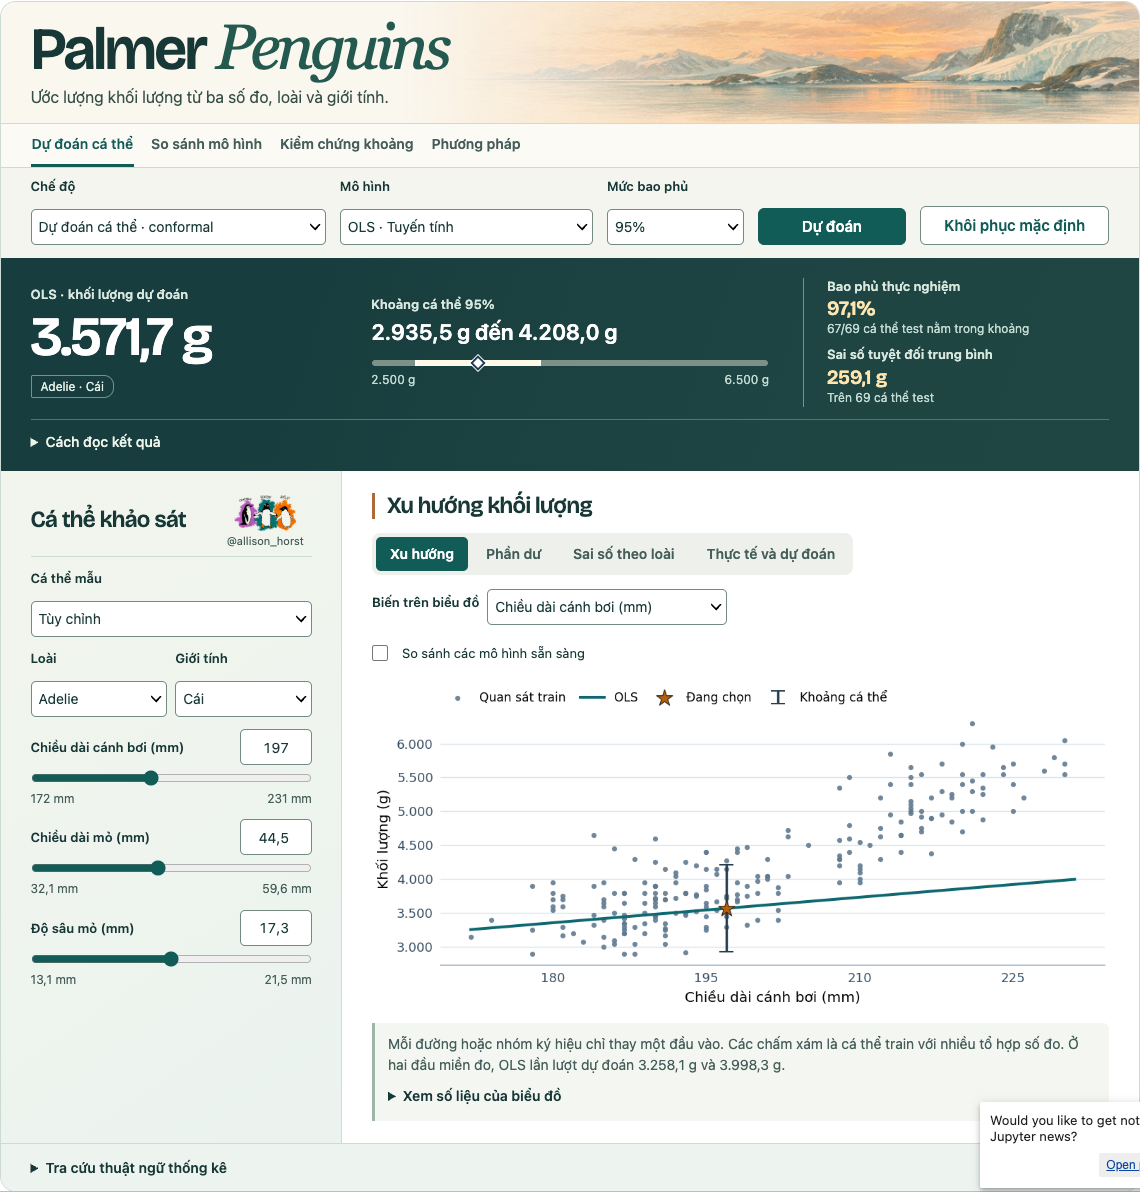 Palmer Penguins
Ước lượng khối lượng từ ba số đo, loài và giới tính.
Dự đoán cá thể So sánh mô hình Kiểm chứng khoảng Phương pháp
Chế độ Mô hình Mức bao phủ
Dự đoán cá thể · conformal OLS · Tuyến tính 95% Dự đoán Khôi phục mặc định
OLS · khối lượng dự đoán
3.571,7 g
Adelie · Cái
Khoảng cá thể 95%
2.935,5 g đến 4.208,0 g
2.500 g 6.500 g
Bao phủ thực nghiệm
97,1%
67/69 cá thể test nằm trong khoảng
Sai số tuyệt đối trung bình
259,1 g
Trên 69 cá thể test
Cách đọc kết quả
Cá thể khảo sát
@allison_horst
Cá thể mẫu
Tùy chỉnh
Loài Giới tính
Adelie Cái
Chiều dài cánh bơi (mm) 197
172 mm 231 mm
Chiều dài mỏ (mm) 44,5
32,1 mm 59,6 mm
Độ sâu mỏ (mm) 17,3
13,1 mm 21,5 mm
Xu hướng khối lượng
Xu hướng Phần dư Sai số theo loài Thực tế và dự đoán
Biến trên biểu đồ Chiều dài cánh bơi (mm)
So sánh các mô hình sẵn sàng
Quan sát train OLS Đang chọn Khoảng cá thể
Khối lượng (g)
6.000
5.500
5.000
4.500
4.000
3.500
3.000
180 195 210 225
Chiều dài cánh bơi (mm)
Mỗi đường hoặc nhóm ký hiệu chỉ thay một đầu vào. Các chấm xám là cá thể train với nhiều tổ hợp số đo. Ở
hai đầu miền đo, OLS lần lượt dự đoán 3.258,1 g và 3.998,3 g.
Xem số liệu của biểu đồ
Would you like to get not
Jupyter news?
Open
Tra cứu thuật ngữ thống kê